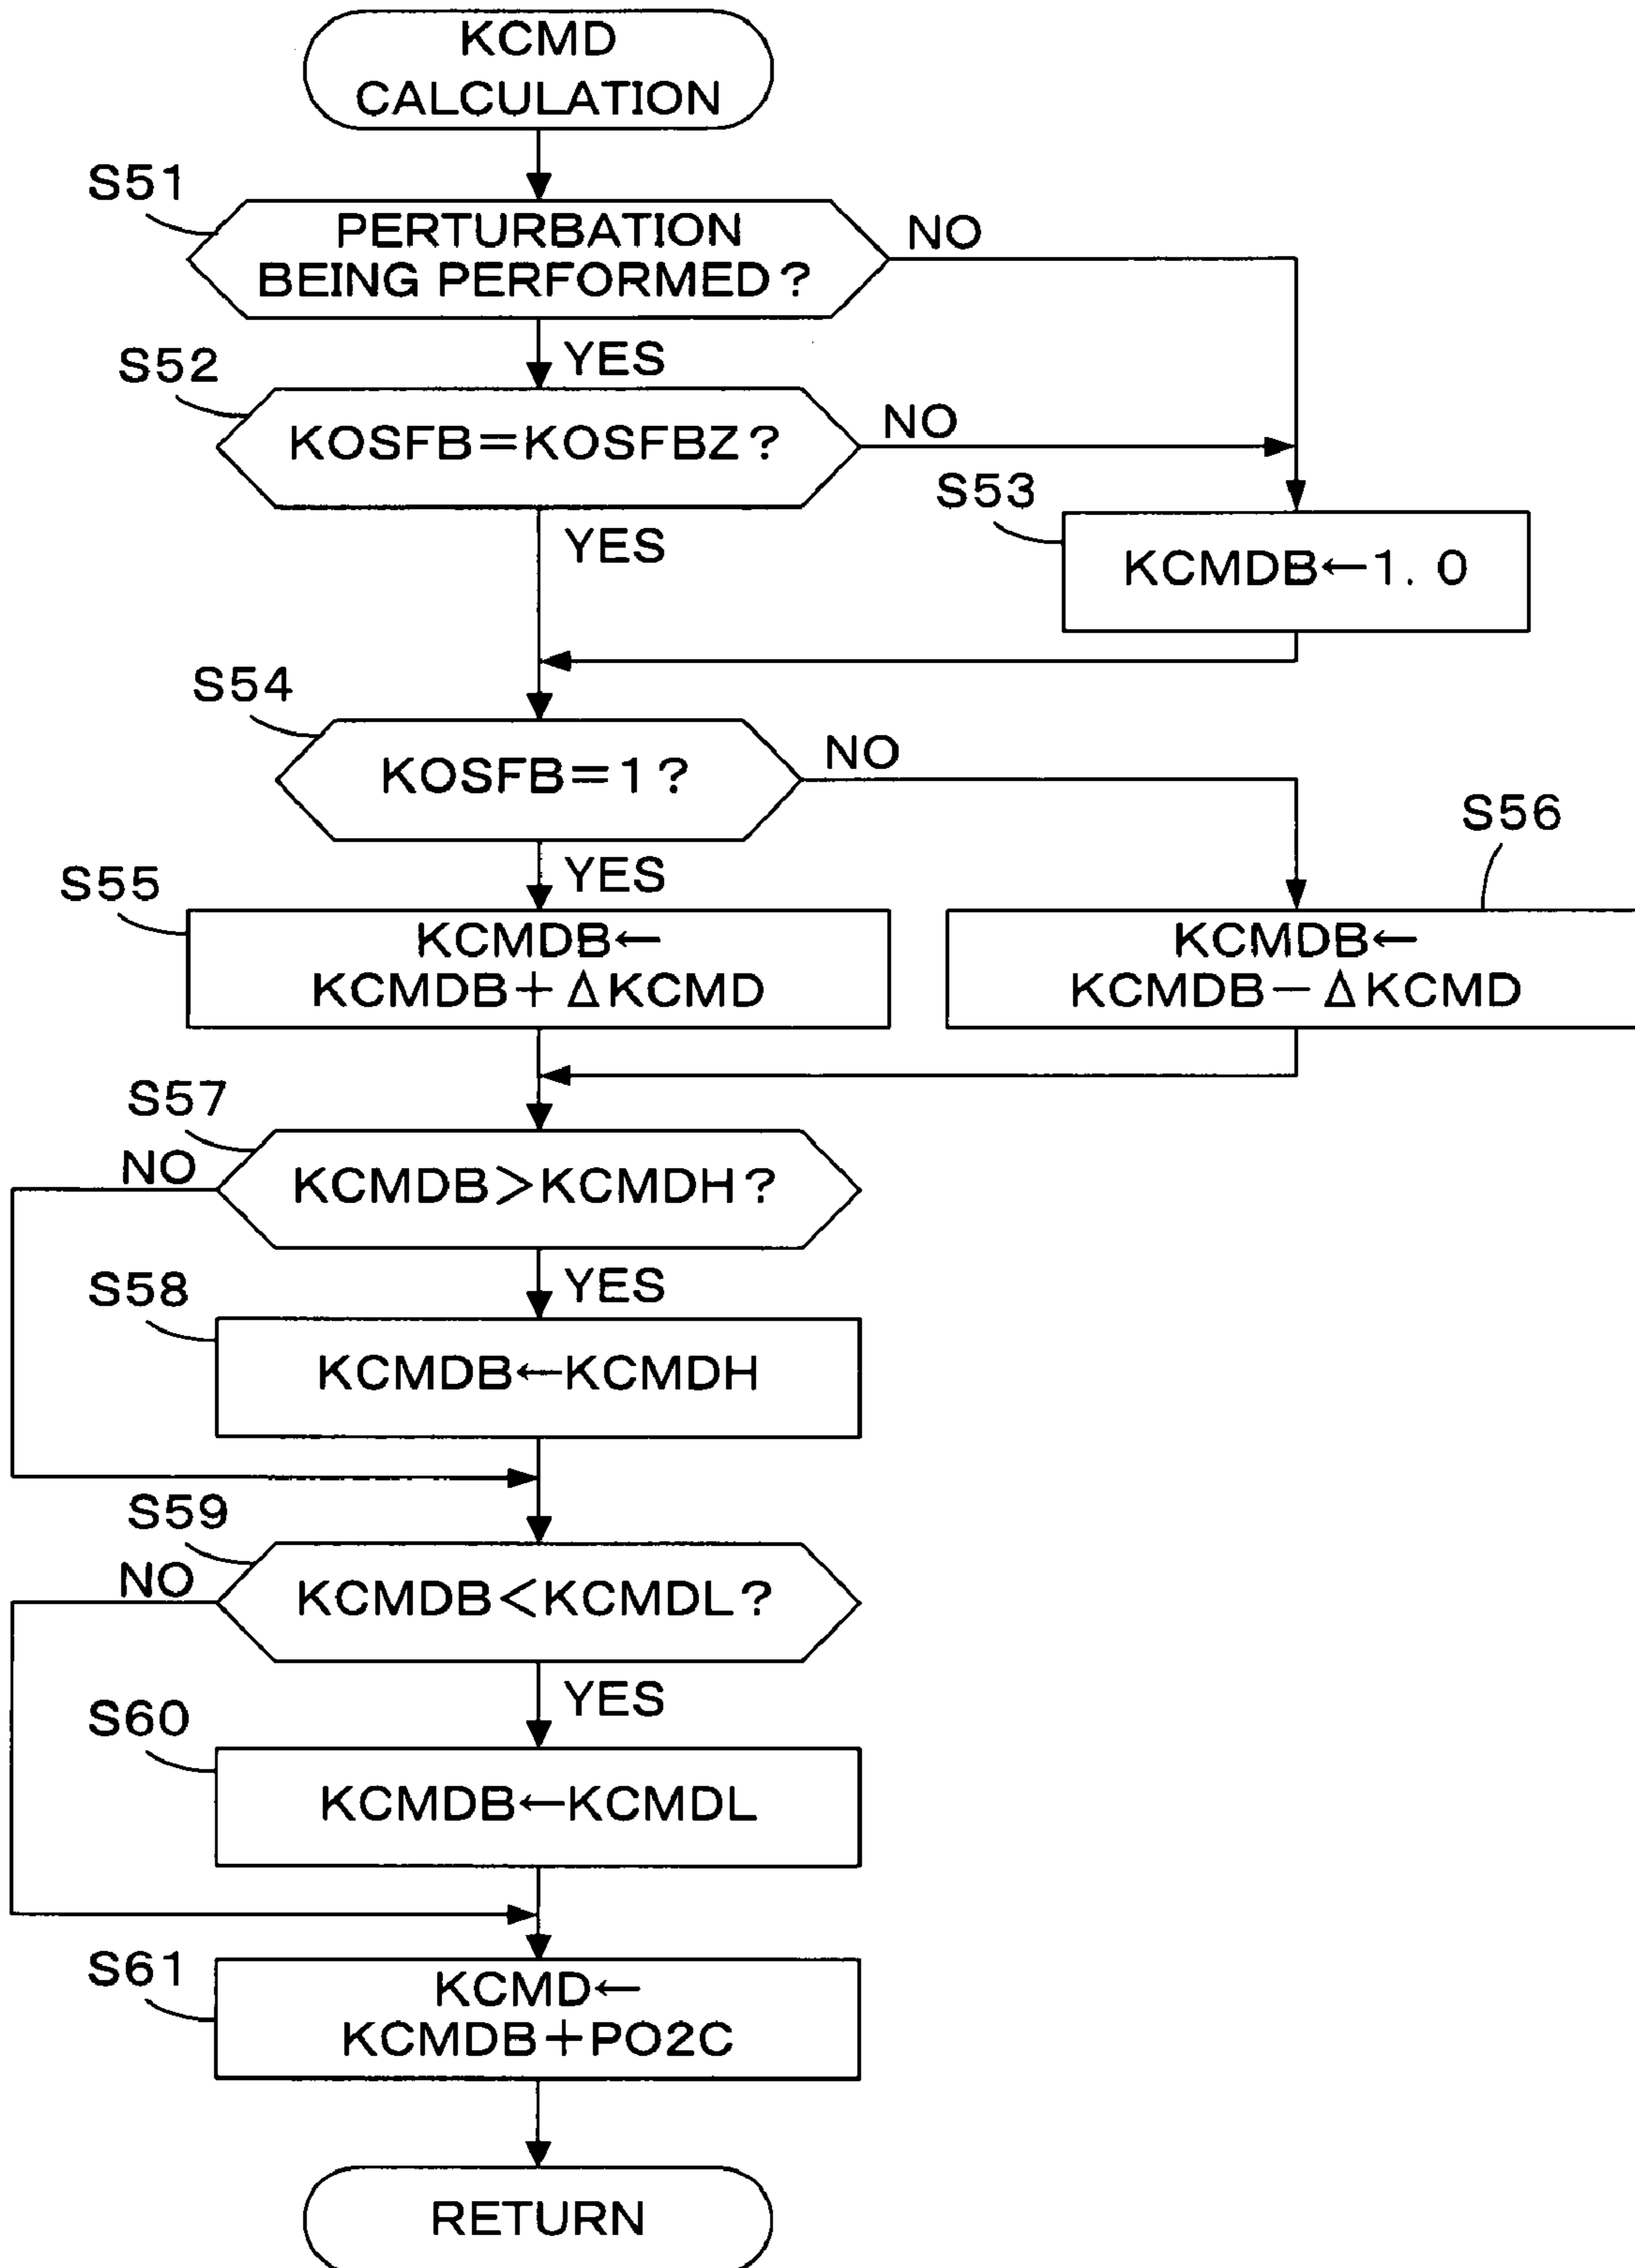 KCMD
CALCULATION
S51
PERTURBATION
BEING PERFORMED?
NO
YES
S52
KOSFB=KOSFBZ?
NO
YES
S53
KCMDB←1.0
S54
KOSFB=1?
NO
YES
S55
KCMDB←
KCMDB+ΔKCMD
S56
KCMDB←
KCMDB-ΔKCMD
S57
NO
KCMDB>KCMDH?
YES
S58
KCMDB←KCMDH
S59
NO
KCMDB<KCMDL?
YES
S60
KCMDB←KCMDL
S61
KCMD←
KCMDB+PO2C
RETURN